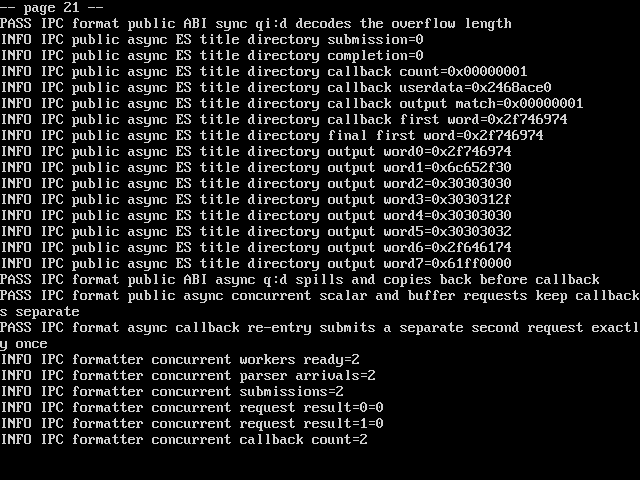 -- page 21 --
PASS IPC format public ABI sync qi:d decodes the overflow length
INFO IPC public async ES title directory submission=0
INFO IPC public async ES title directory completion=0
INFO IPC public async ES title directory callback count=0x00000001
INFO IPC public async ES title directory callback userdata=0x2468ace0
INFO IPC public async ES title directory callback output match=0x00000001
INFO IPC public async ES title directory callback first word=0x2f746974
INFO IPC public async ES title directory final first word=0x2f746974
INFO IPC public async ES title directory output word0=0x2f746974
INFO IPC public async ES title directory output word1=0x6c652f30
INFO IPC public async ES title directory output word2=0x30303030
INFO IPC public async ES title directory output word3=0x3030312f
INFO IPC public async ES title directory output word4=0x30303030
INFO IPC public async ES title directory output word5=0x30303032
INFO IPC public async ES title directory output word6=0x2f646174
INFO IPC public async ES title directory output word7=0x61ff0000
PASS IPC format public ABI async q:d spills and copies back before callback
PASS IPC format public async concurrent scalar and buffer requests keep callback
s separate
PASS IPC format async callback re-entry submits a separate second request exactl
y once
INFO IPC formatter concurrent workers ready=2
INFO IPC formatter concurrent parser arrivals=2
INFO IPC formatter concurrent submissions=2
INFO IPC formatter concurrent request result=0=0
INFO IPC formatter concurrent request result=1=0
INFO IPC formatter concurrent callback count=2